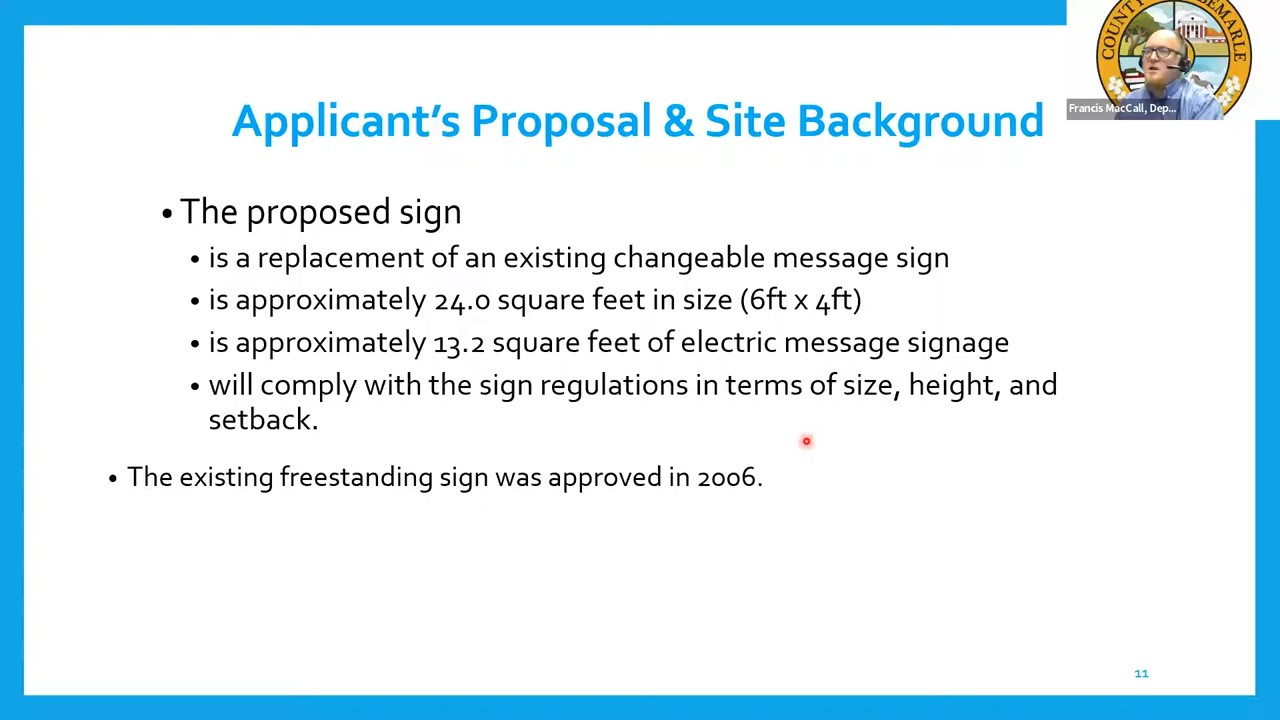 COUNTY
EMARLE
Francis MacCall, Dep...
Applicant's Proposal & Site Background
• The proposed sign
• is a replacement of an existing changeable message sign
• is approximately 24.0 square feet in size (6ft x 4ft)
• is approximately 13.2 square feet of electric message signage
• will comply with the sign regulations in terms of size, height, and
setback.
• The existing freestanding sign was approved in 2006.
11